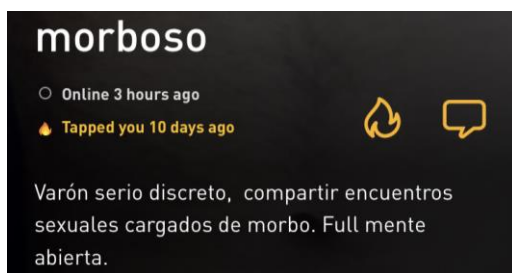 morboso
Online 3 hours ago
Tapped you 10 days ago
Varón serio discreto, compartir encuentros
sexuales cargados de morbo. Full mente
abierta.